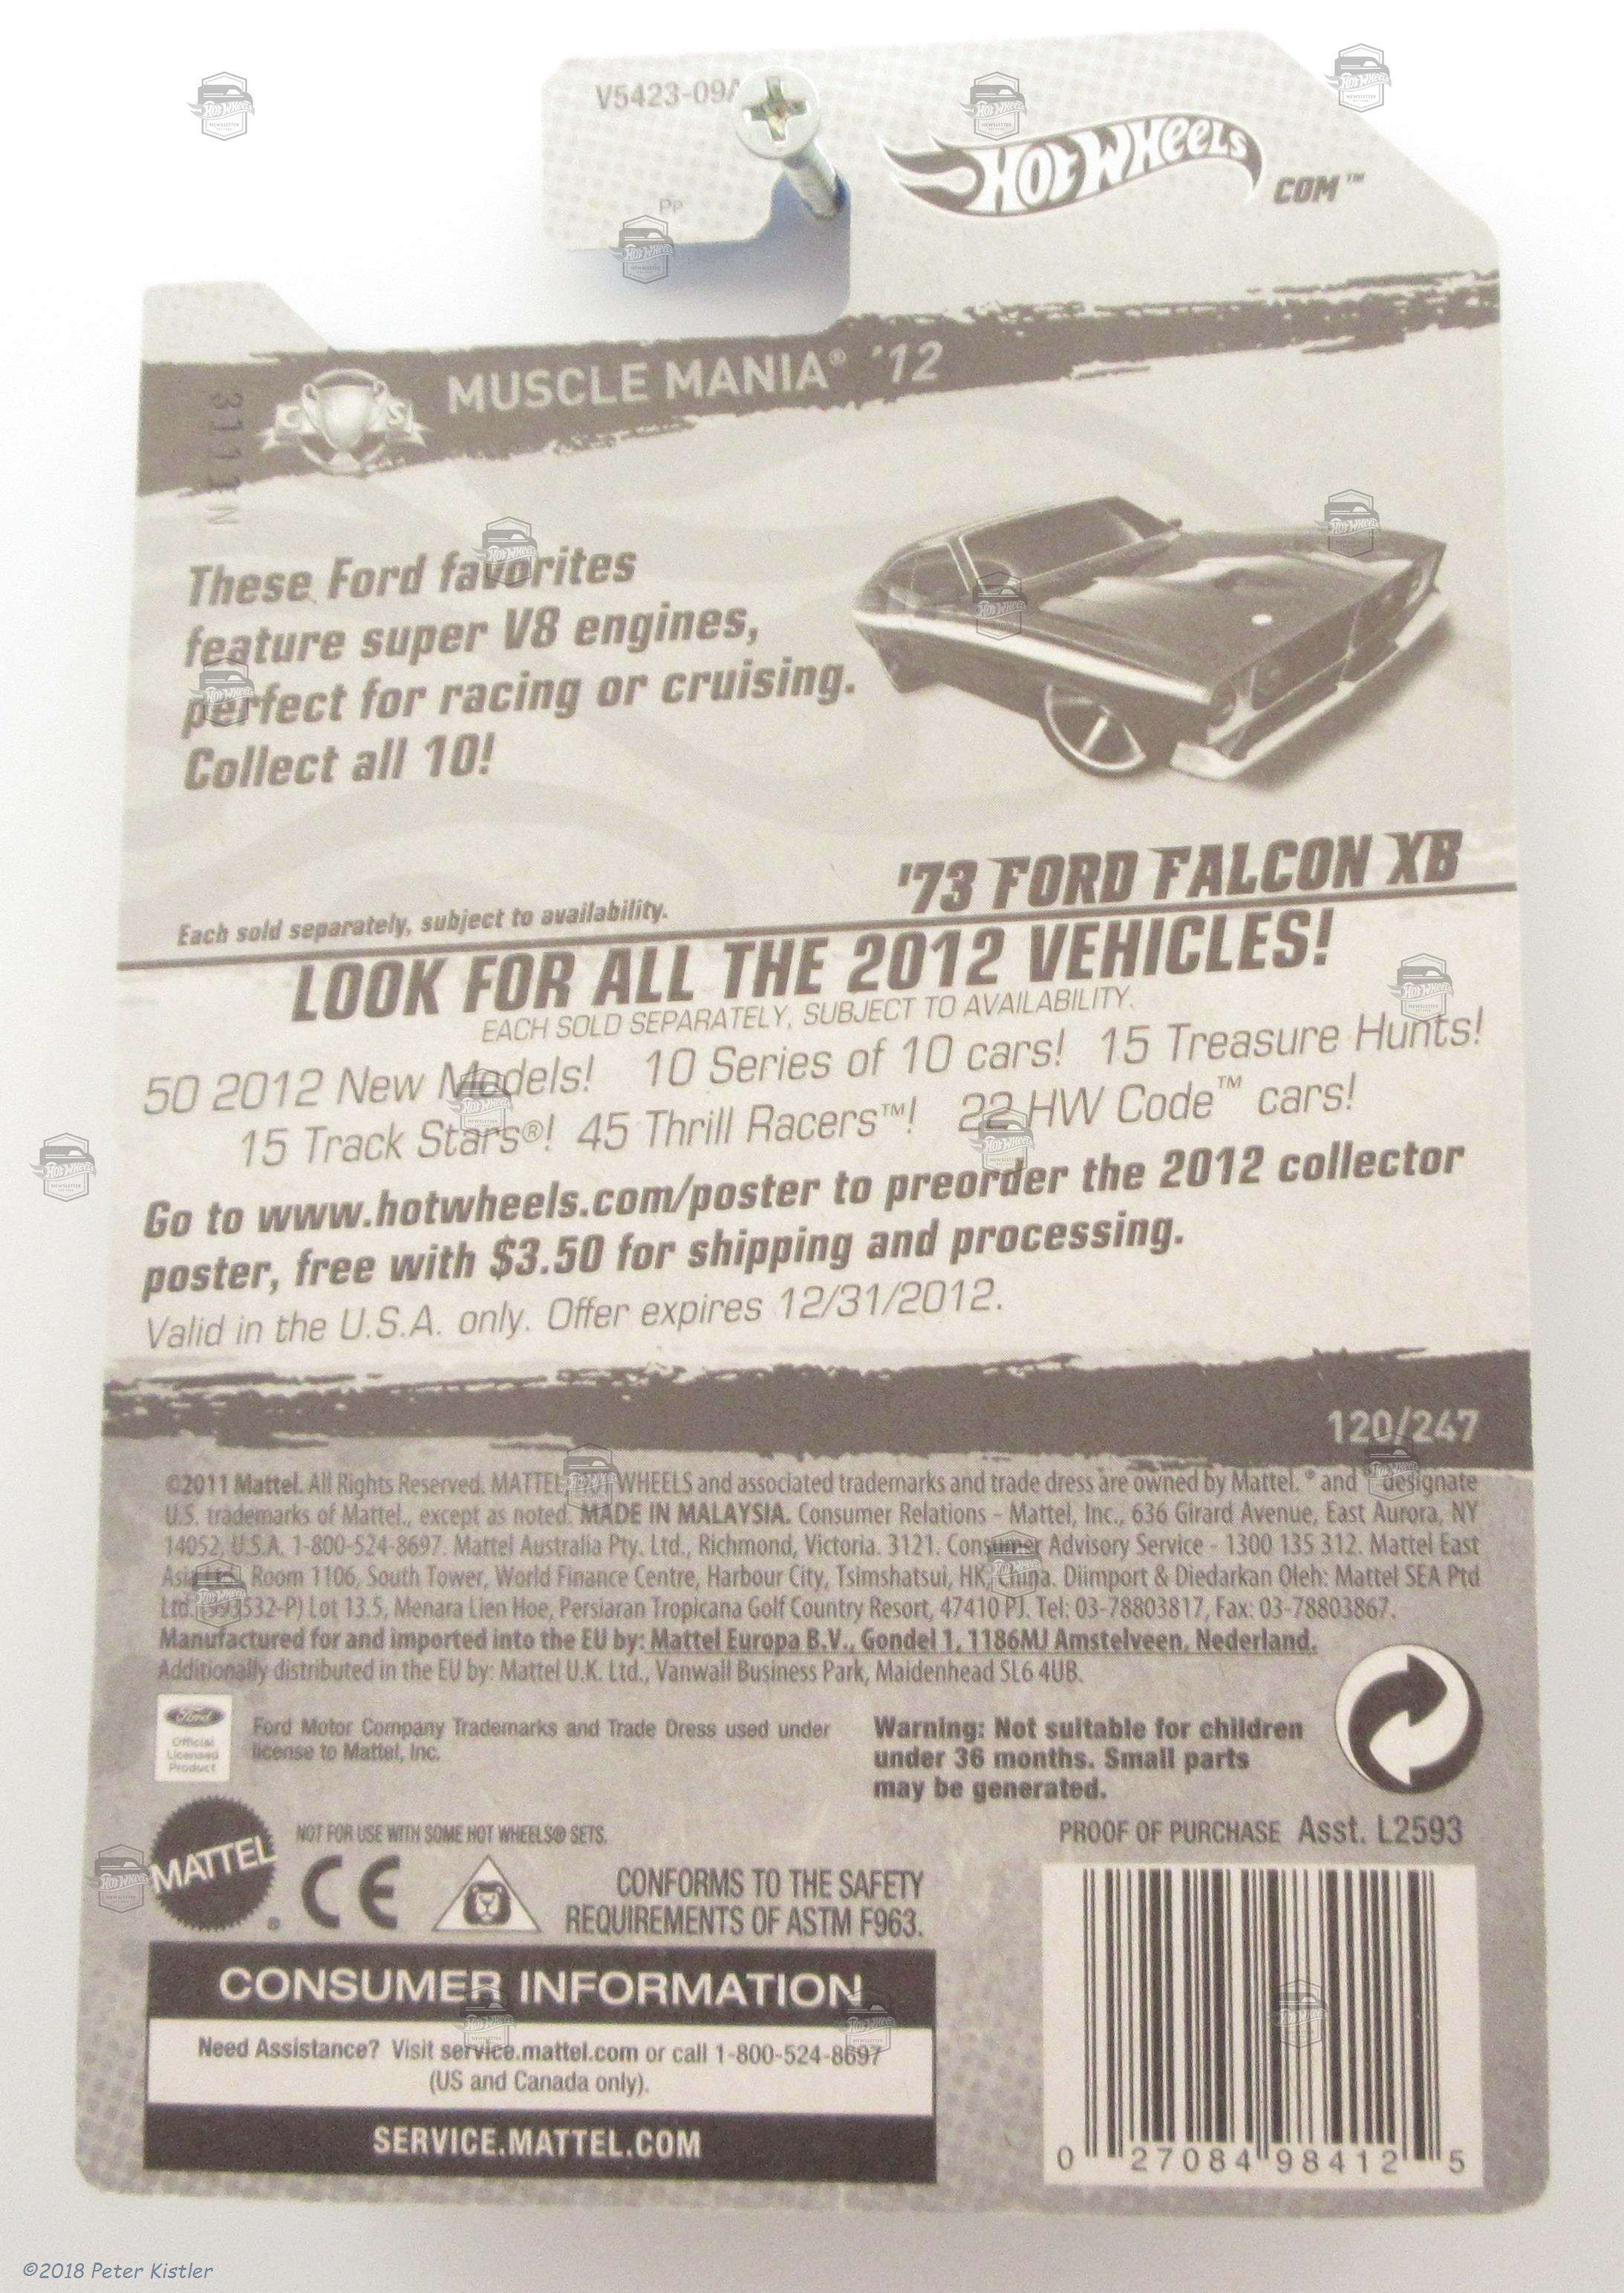 V5423-09A
Pp
HOT WHEELS
COM™
MUSCLE MANIA® '12
These Ford favorites
feature super V8 engines,
perfect for racing or cruising.
Collect all 10!
'73 FORD FALCON XB
Each sold separately, subject to availability.
LOOK FOR ALL THE 2012 VEHICLES!
EACH SOLD SEPARATELY, SUBJECT TO AVAILABILITY.
50 2012 New Models! 10 Series of 10 cars! 15 Treasure Hunts!
15 Track Stars®! 45 Thrill Racers™! 22 HW Code™ cars!
Go to www.hotwheels.com/poster to preorder the 2012 collector
poster, free with $3.50 for shipping and processing.
Valid in the U.S.A. only. Offer expires 12/31/2012.
120/247
©2011 Mattel. All Rights Reserved. MATTEL, HOT WHEELS and associated trademarks and trade dress are owned by Mattel. ® and designate
U.S. trademarks of Mattel., except as noted. MADE IN MALAYSIA. Consumer Relations - Mattel, Inc., 636 Girard Avenue, East Aurora, NY
14052, U.S.A. 1-800-524-8697. Mattel Australia Pty. Ltd., Richmond, Victoria. 3121. Consumer Advisory Service - 1300 135 312. Mattel East
Asia Ltd., Room 1106, South Tower, World Finance Centre, Harbour City, Tsimshatsui, HK, China. Diimport & Diedarkan Oleh: Mattel SEA Ptd
Ltd. (993532-P) Lot 13.5, Menara Lien Hoe, Persiaran Tropicana Golf Country Resort, 47410 PJ. Tel: 03-78803817, Fax: 03-78803867.
Manufactured for and imported into the EU by: Mattel Europa B.V., Gondel 1, 1186MJ Amstelveen, Nederland.
Additionally distributed in the EU by: Mattel U.K. Ltd., Vanwall Business Park, Maidenhead SL6 4UB.
Ford
Official
Licensed
Product
Ford Motor Company Trademarks and Trade Dress used under
license to Mattel, Inc.
Warning: Not suitable for children
under 36 months. Small parts
may be generated.
MATTEL
NOT FOR USE WITH SOME HOT WHEELS® SETS.
CE
CONFORMS TO THE SAFETY
REQUIREMENTS OF ASTM F963.
PROOF OF PURCHASE Asst. L2593
CONSUMER INFORMATION
Need Assistance? Visit service.mattel.com or call 1-800-524-8697
(US and Canada only).
SERVICE.MATTEL.COM
0 27084 98412 5
©2018 Peter Kistler